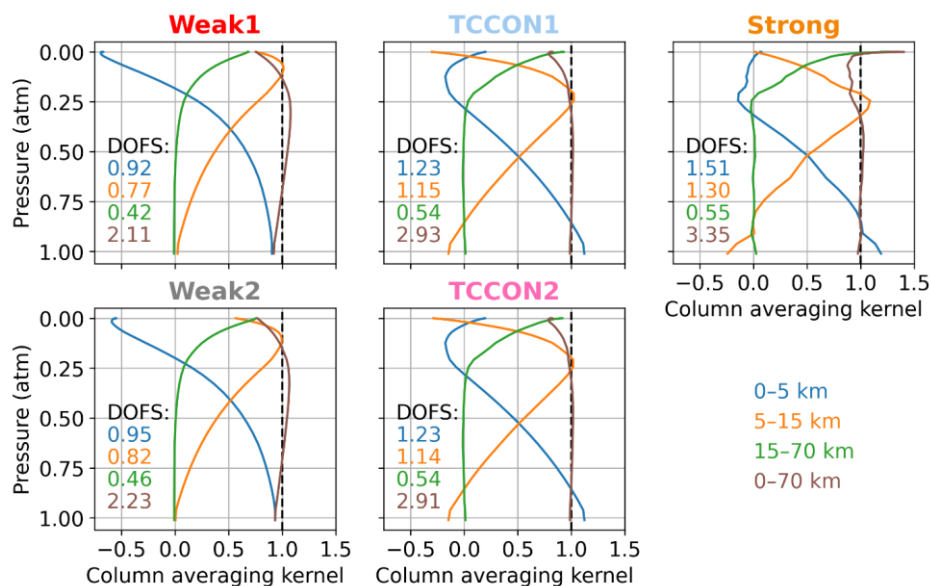 Weak1
TCCON1
Strong
0.00
0.25
0.50
0.75
1.00
Pressure (atm)
DOFS:
0.92
0.77
0.42
2.11
DOFS:
1.23
1.15
0.54
2.93
DOFS:
1.51
1.30
0.55
3.35
−0.5 0.0 0.5 1.0 1.5
Column averaging kernel
Weak2
TCCON2
0.00
0.25
0.50
0.75
1.00
Pressure (atm)
DOFS:
0.95
0.82
0.46
2.23
DOFS:
1.23
1.14
0.54
2.91
−0.5 0.0 0.5 1.0 1.5
Column averaging kernel
−0.5 0.0 0.5 1.0 1.5
Column averaging kernel
0–5 km
5–15 km
15–70 km
0–70 km